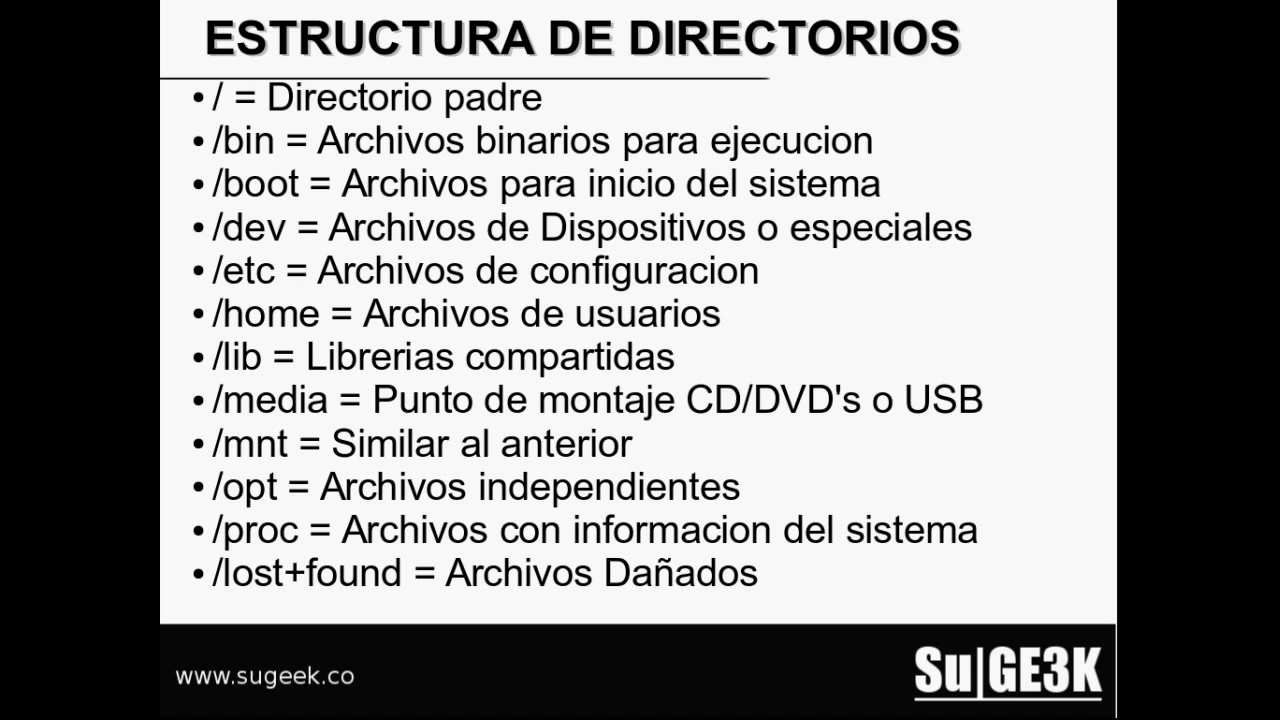 ESTRUCTURA DE DIRECTORIOS
• / = Directorio padre
• /bin = Archivos binarios para ejecucion
• /boot = Archivos para inicio del sistema
• /dev = Archivos de Dispositivos o especiales
• /etc = Archivos de configuracion
• /home = Archivos de usuarios
• /lib = Librerias compartidas
• /media = Punto de montaje CD/DVD's o USB
• /mnt = Similar al anterior
• /opt = Archivos independientes
• /proc = Archivos con informacion del sistema
• /lost+found = Archivos Dañados
www.sugeek.co
Su|GE3K